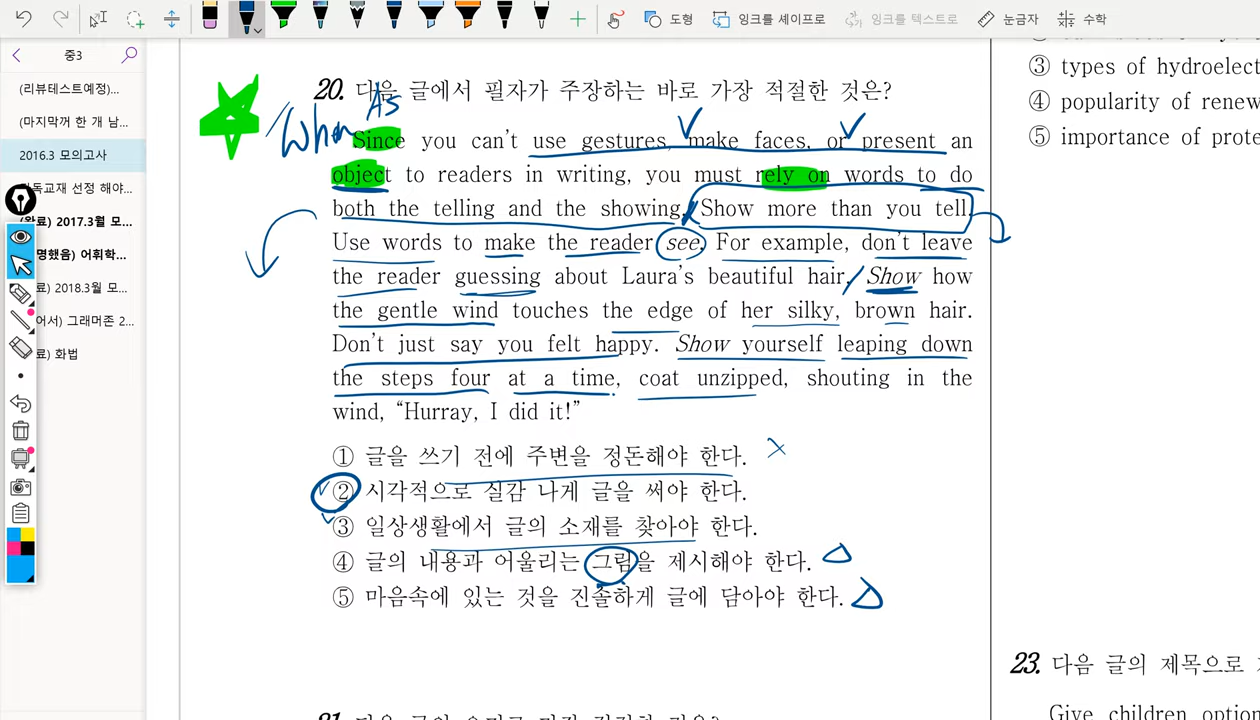 도형
잉크를 셰이프로
잉크를 텍스트로
눈금자
수학
중3
(리뷰테스트예정)...
(마지막꺼 한 개 남...
2016.3 모의고사
독교재 선정 해야...
(완료) 2017.3월 모...
명했음) 어휘학...
료) 2018.3월 모...
어서) 그래머존 2...
료) 화법
20. 다음 글에서 필자가 주장하는 바로 가장 적절한 것은?
As
When
Since you can't use gestures, make faces, or present an
object to readers in writing, you must rely on words to do
both the telling and the showing. Show more than you tell.
Use words to make the reader see. For example, don't leave
the reader guessing about Laura's beautiful hair. Show how
the gentle wind touches the edge of her silky, brown hair.
Don't just say you felt happy. Show yourself leaping down
the steps four at a time, coat unzipped, shouting in the
wind, "Hurray, I did it!"
① 글을 쓰기 전에 주변을 정돈해야 한다.
② 시각적으로 실감 나게 글을 써야 한다.
③ 일상생활에서 글의 소재를 찾아야 한다.
④ 글의 내용과 어울리는 그림을 제시해야 한다.
⑤ 마음속에 있는 것을 진솔하게 글에 담아야 한다.
③ types of hydroelect
④ popularity of renew
⑤ importance of prote
23. 다음 글의 제목으로
Give children option